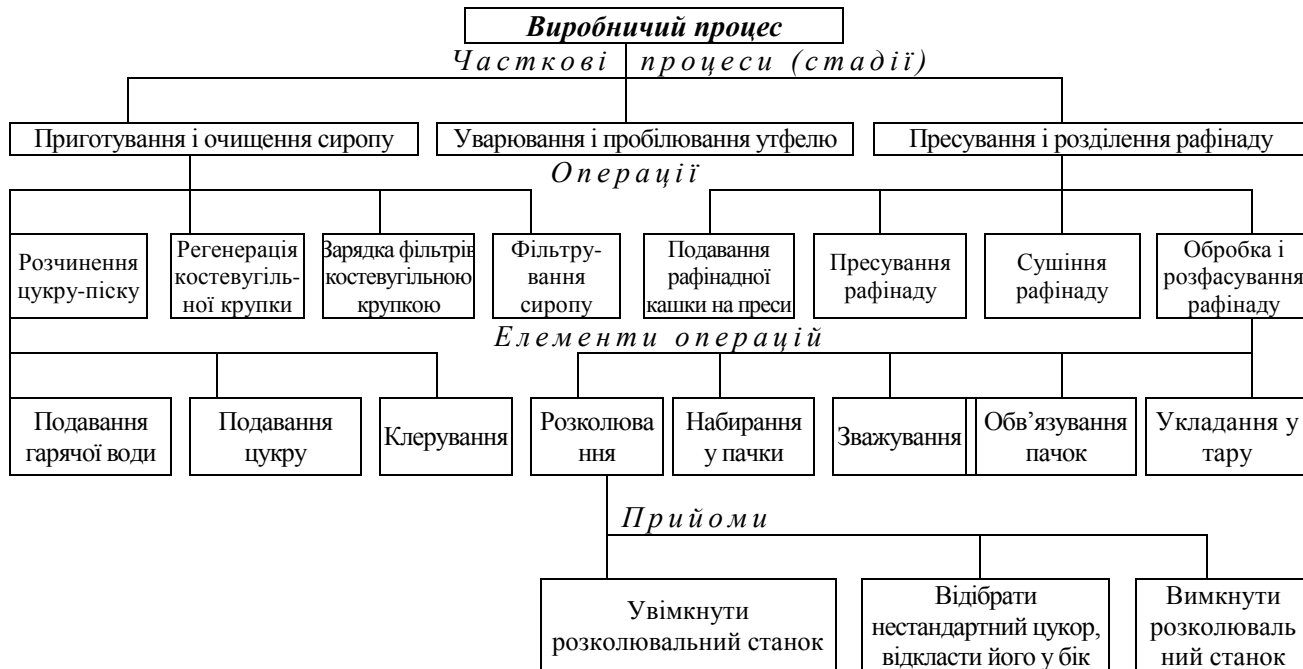 Виробничий процес
Часткові процеси (стадії)
Приготування і очищення сиропу
Уварювання і пробілювання утфелю
Пресування і розділення рафінаду
Операції
Розчинення
цукру-піску
Регенерація
костевугіль-
ної крупки
Зарядка фільтрів
костевугільною
крупкою
Фільтру-
вання
сиропу
Подавання
рафінадної
кашки на преси
Пресування
рафінаду
Сушіння
рафінаду
Обробка і
розфасування
рафінаду
Елементи операцій
Подавання
гарячої води
Подавання
цукру
Клерування
Розколюва
ння
Набирання
у пачки
Зважування
Обв’язування
пачок
Укладання у
тару
Прийоми
Увімкнути
розколювальний станок
Відібрати
нестандартний цукор,
відкласти його у бік
Вимкнути
розколюваль
ний станок